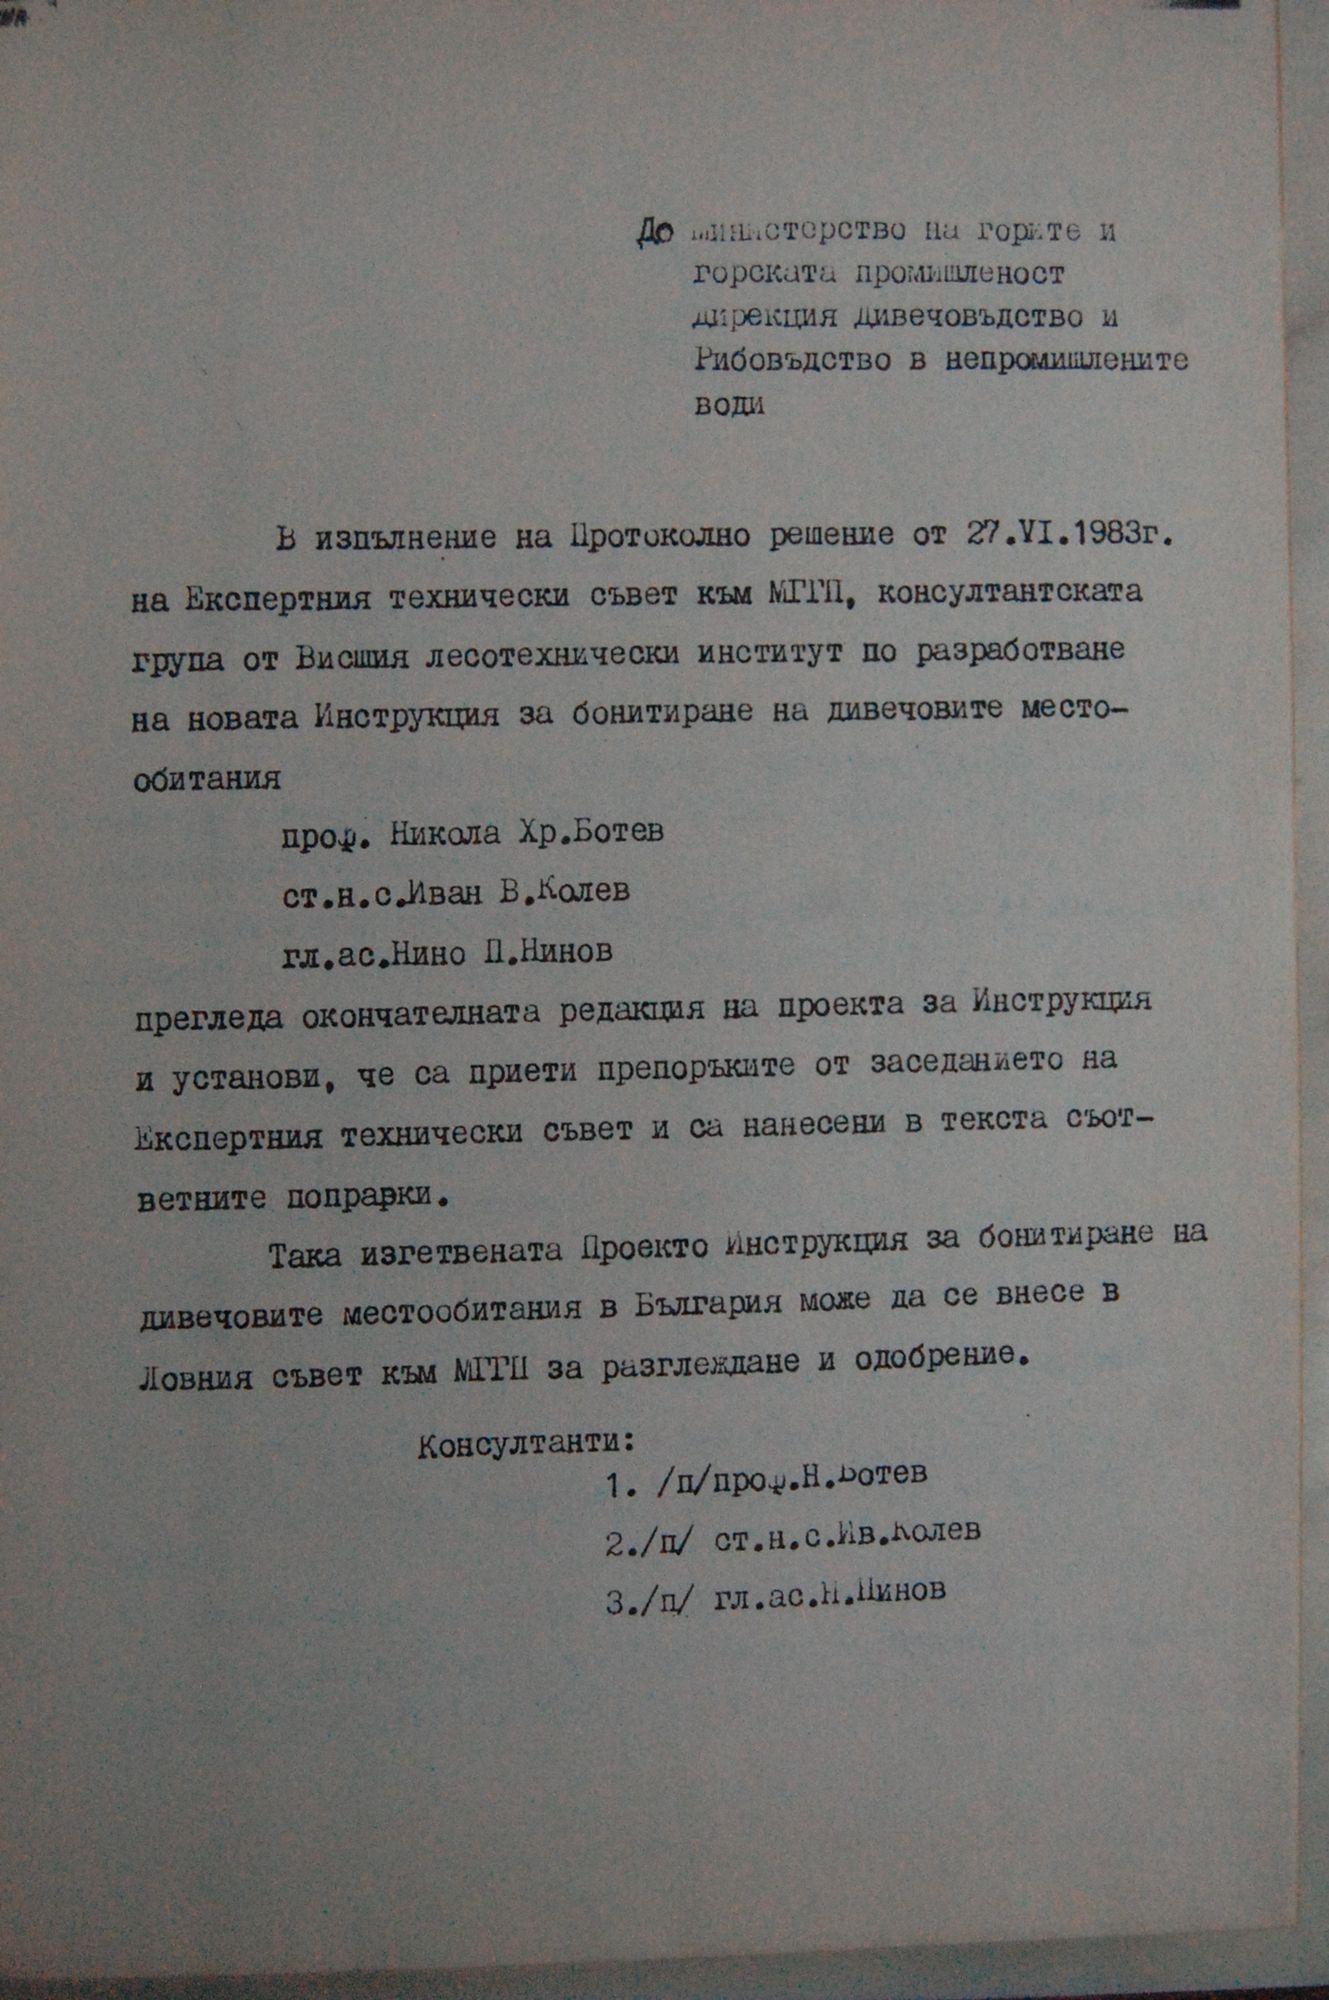 До министерство на горите и
горската промишленост
дирекция дивечовъдство и
Рибовъдство в непромишлените
води
В изпълнение на Протоколно решение от 27.VI.1983г.
на Експертния технически съвет към МГГП, консултантската
група от Висшия лесотехнически институт по разработване
на новата Инструкция за бонитиране на дивечовите место-
обитания
проф. Никола Хр.Ботев
ст.н.с.Иван В.Колев
гл.ас.Нино П.Нинов
прегледа окончателната редакция на проекта за Инструкция
и установи, че са приети препоръките от заседанието на
Експертния технически съвет и са нанесени в текста съот-
ветните поправки.
Така изгетвената Проекто Инструкция за бонитиране на
дивечовите местообитания в България може да се внесе в
Ловния съвет към МГГП за разглеждане и одобрение.
Консултанти:
1. /п/проф.Н.Ботев
2./п/ ст.н.с.Ив.Колев
3./п/ гл.ас.Н.Нинов